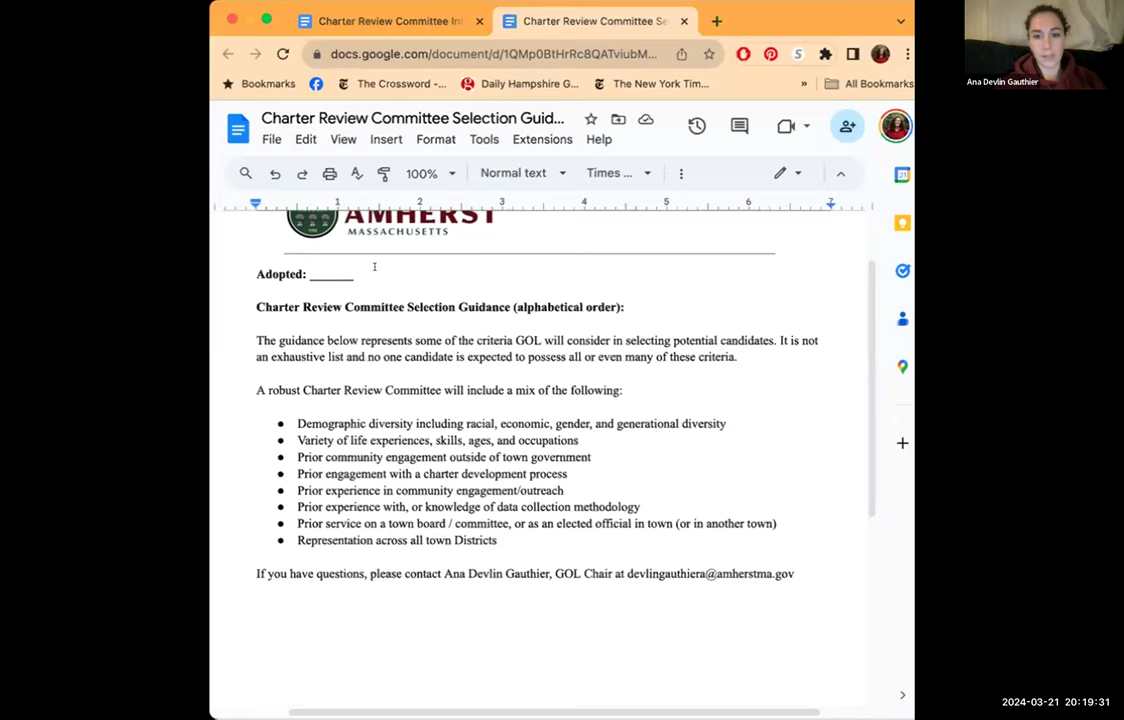 Charter Review Committee In
Charter Review Committee Se
docs.google.com/document/d/1QMp0BtHrRc8QATviubM...
Bookmarks
The Crossword -...
Daily Hampshire G...
The New York Tim...
»
All Bookmarks
Charter Review Committee Selection Guid...
File Edit View Insert Format Tools Extensions Help
100% Normal text Times ...
1 2 3 4 5 6 7
AMHERST
MASSACHUSETTS
Adopted: _______
Charter Review Committee Selection Guidance (alphabetical order):
The guidance below represents some of the criteria GOL will consider in selecting potential candidates. It is not
an exhaustive list and no one candidate is expected to possess all or even many of these criteria.
A robust Charter Review Committee will include a mix of the following:
● Demographic diversity including racial, economic, gender, and generational diversity
● Variety of life experiences, skills, ages, and occupations
● Prior community engagement outside of town government
● Prior engagement with a charter development process
● Prior experience in community engagement/outreach
● Prior experience with, or knowledge of data collection methodology
● Prior service on a town board / committee, or as an elected official in town (or in another town)
● Representation across all town Districts
If you have questions, please contact Ana Devlin Gauthier, GOL Chair at devlingauthiera@amherstma.gov
Ana Devlin Gauthier
2024-03-21 20:19:31